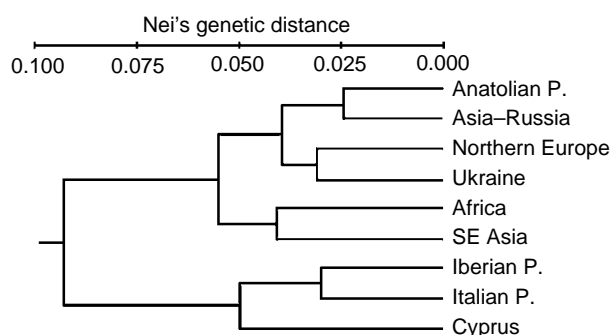 Nei's genetic distance
0.100 0.075 0.050 0.025 0.000
Anatolian P.
Asia–Russia
Northern Europe
Ukraine
Africa
SE Asia
Iberian P.
Italian P.
Cyprus